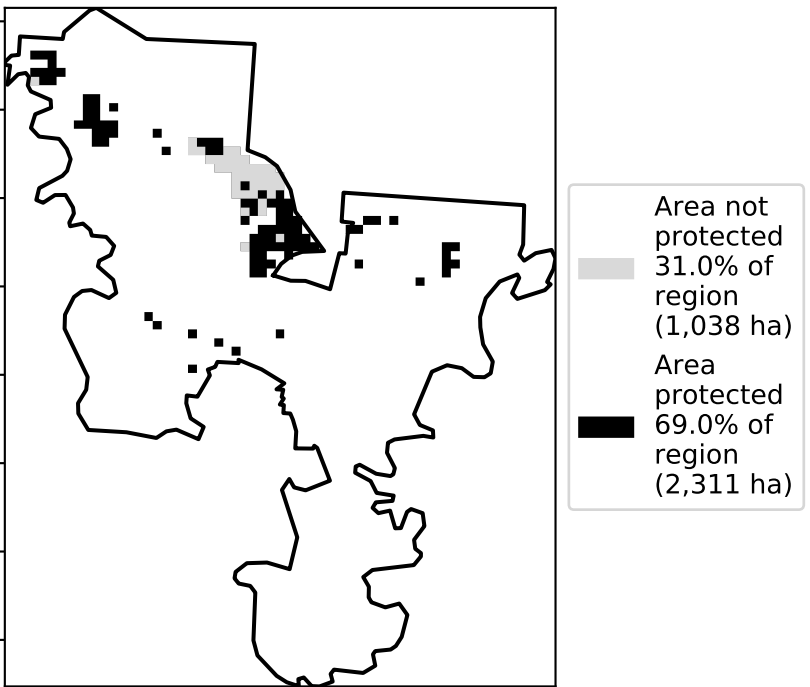 Area not
protected
31.0% of
region
(1,038 ha)
Area
protected
69.0% of
region
(2,311 ha)